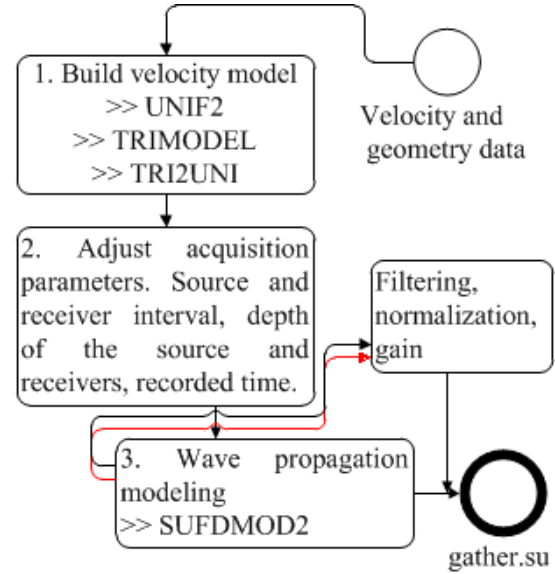 1. Build velocity model
>> UNIF2
>> TRIMODEL
>> TRI2UNI
Velocity and
geometry data
2. Adjust acquisition
parameters. Source and
receiver interval, depth
of the source and
receivers, recorded time.
Filtering,
normalization,
gain
3. Wave propagation
modeling
>> SUFDMOD2
gather.su